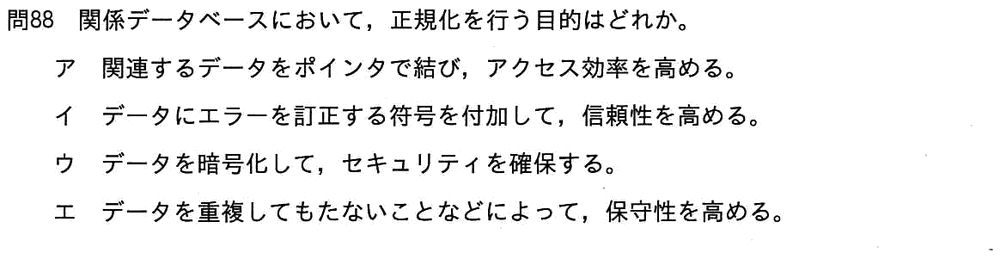 問88 関係データベースにおいて，正規化を行う目的はどれか。
ア 関連するデータをポインタで結び，アクセス効率を高める。
イ データにエラーを訂正する符号を付加して，信頼性を高める。
ウ データを暗号化して，セキュリティを確保する。
エ データを重複してもたないことなどによって，保守性を高める。